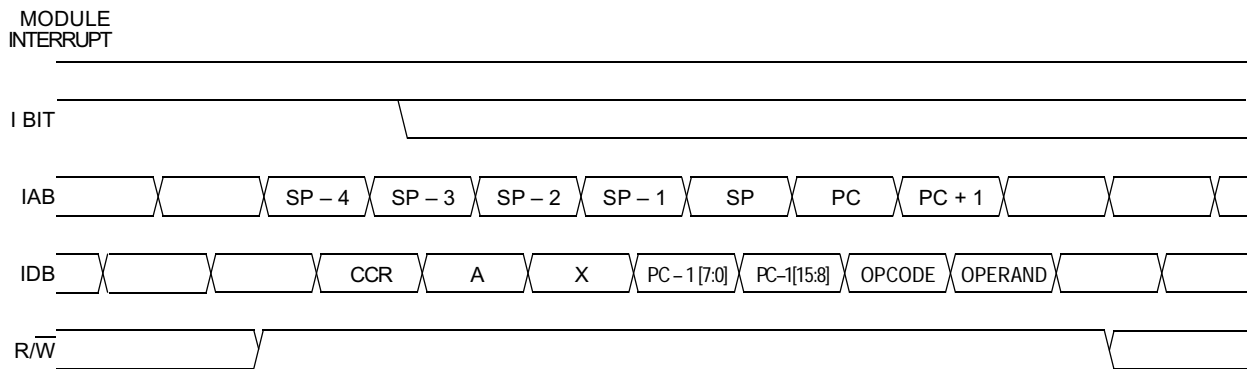 MODULE
INTERRUPT
I BIT
IAB SP – 4 SP – 3 SP – 2 SP – 1 SP PC PC + 1
IDB CCR A X PC – 1 [7:0] PC–1[15:8] OPCODE OPERAND
R/W̅